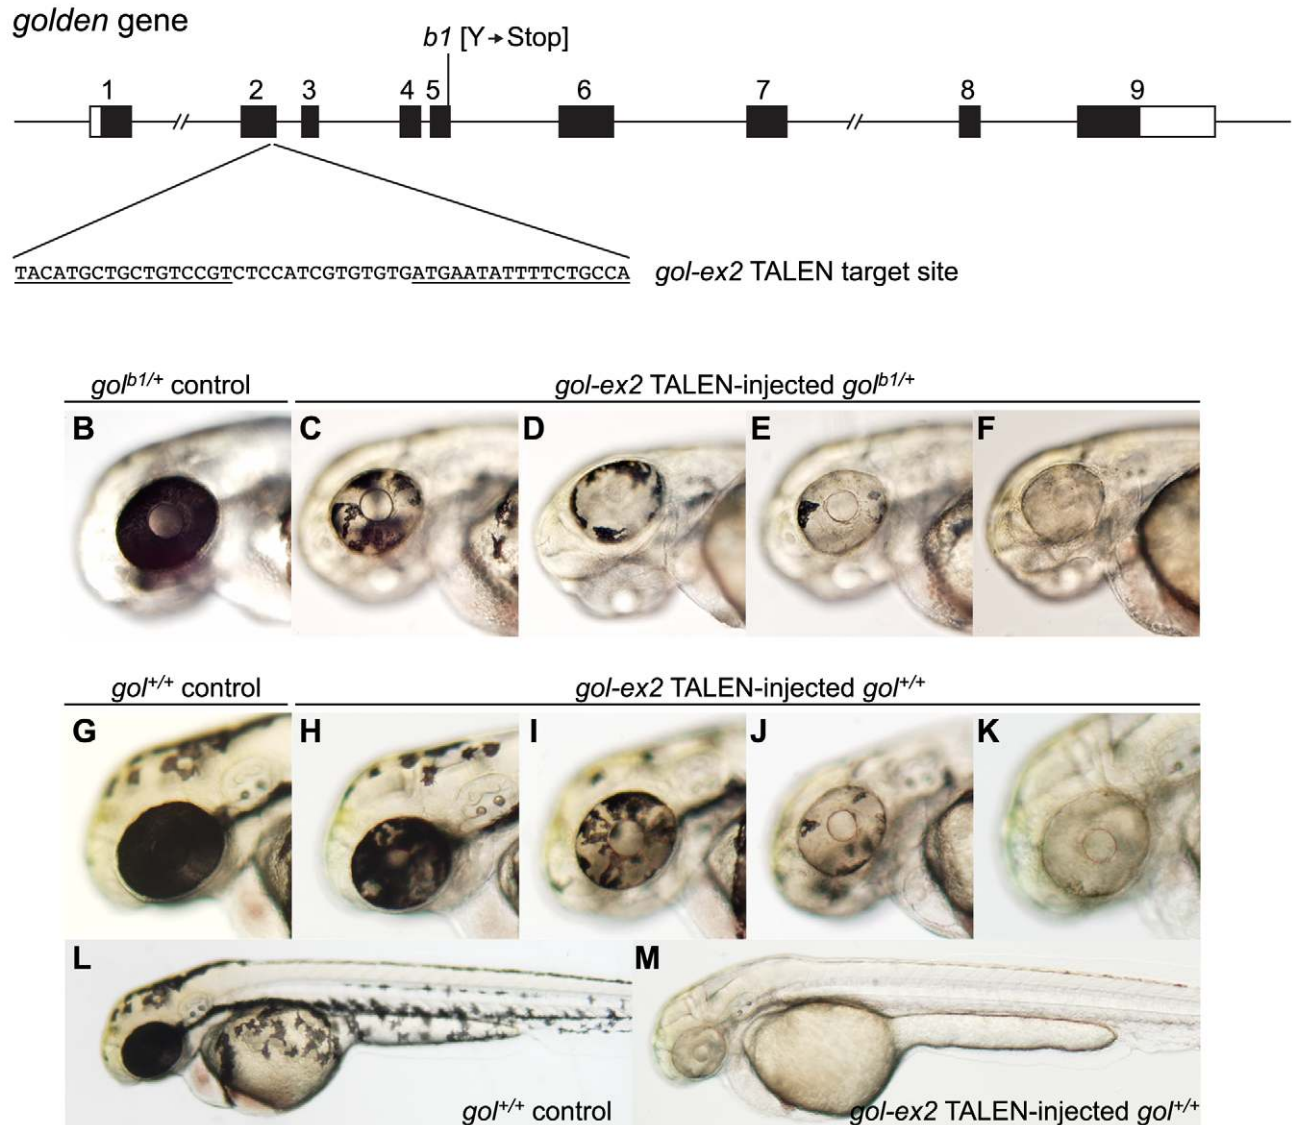 golden gene
b1 [Y→Stop]
1 2 3 4 5 6 7 8 9
TACATGCTGCTGTCCGTCTCCATCGTGTGTGATGAATATTTTCTGCCA gol-ex2 TALEN target site
gol^b1/+ control gol-ex2 TALEN-injected gol^b1/+
B C D E F
gol^+/+ control gol-ex2 TALEN-injected gol^+/+
G H I J K
L M
gol^+/+ control gol-ex2 TALEN-injected gol^+/+